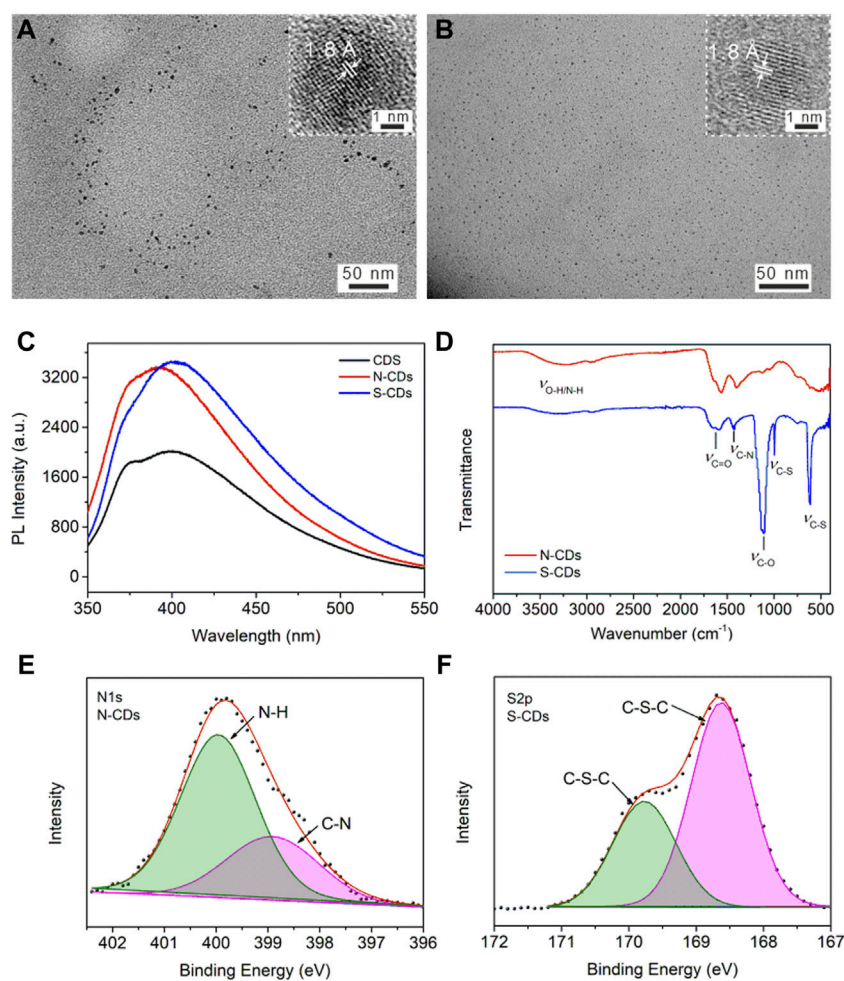 A
1.8 Å
1 nm
50 nm
B
1.8 Å
1 nm
50 nm
C
CDS
N-CDs
S-CDs
3200
2400
1600
800
0
PL Intensity (a.u.)
350
400
450
500
550
Wavelength (nm)
D
νO-H/N-H
νC=O
νC-N
νC-S
νC-S
νC-O
N-CDs
S-CDs
Transmittance
4000
3500
3000
2500
2000
1500
1000
500
Wavenumber (cm⁻¹)
E
N1s
N-CDs
N-H
C-N
Intensity
402
401
400
399
398
397
396
Binding Energy (eV)
F
S2p
S-CDs
C-S-C
C-S-C
Intensity
172
171
170
169
168
167
Binding Energy (eV)